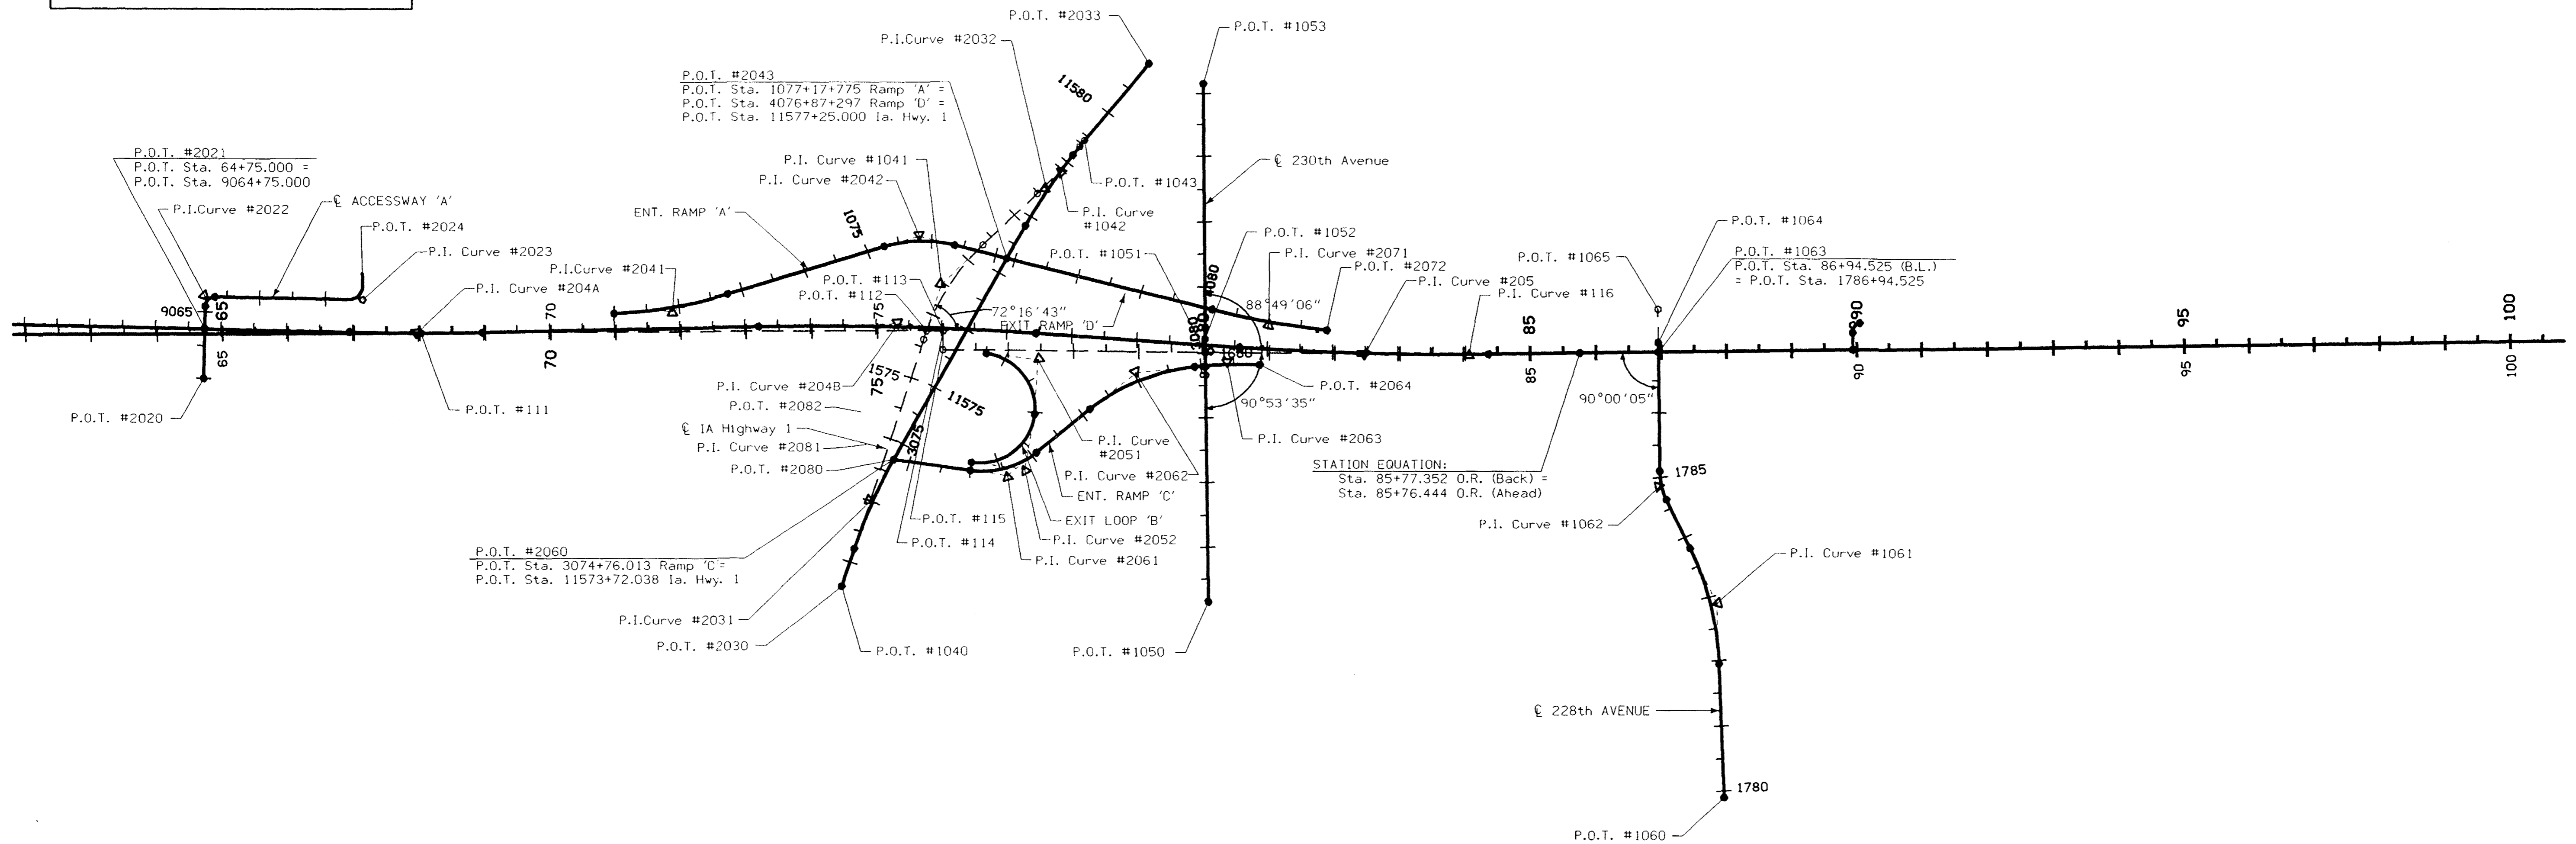 P.O.T. #2033
P.O.T. #1053
P.I.Curve #2032
P.O.T. #2043
P.O.T. Sta. 1077+17+775 Ramp 'A' =
P.O.T. Sta. 4076+87+297 Ramp 'D' =
P.O.T. Sta. 11577+25.000 Ia. Hwy. 1
11580
P.O.T. #2021
P.O.T. Sta. 64+75.000 =
P.O.T. Sta. 9064+75.000
P.I. Curve #1041
P.I. Curve #2042
℄ 230th Avenue
P.O.T. #1043
P.I.Curve #2022
℄ ACCESSWAY 'A'
ENT. RAMP 'A'
1075
P.I. Curve
#1042
P.O.T. #2024
P.O.T. #1064
P.O.T. #1052
P.I. Curve #2023
P.O.T. #1051
P.I. Curve #2071
P.O.T. #1065
P.O.T. #1063
P.O.T. Sta. 86+94.525 (B.L.)
= P.O.T. Sta. 1786+94.525
P.I.Curve #2041
P.O.T. #113
P.O.T. #2072
4080
P.I. Curve #204A
P.O.T. #112
P.I. Curve #205
P.I. Curve #116
88°49'06"
72°16'43"
EXIT RAMP 'D'
9065
65
70
75
3080
80
85
9990
95
100
65
70
1575
75
1680
85
90
95
100
P.I. Curve #204B
P.O.T. #2064
P.O.T. #2020
P.O.T. #111
P.O.T. #2082
11575
90°53'35"
90°00'05"
℄ IA Highway 1
P.I. Curve #2081
3075
P.I. Curve
#2051
P.I. Curve #2063
P.O.T. #2080
P.I. Curve #2062
STATION EQUATION:
Sta. 85+77.352 O.R. (Back) =
Sta. 85+76.444 O.R. (Ahead)
1785
ENT. RAMP 'C'
P.O.T. #115
EXIT LOOP 'B'
P.I. Curve #1062
P.O.T. #114
P.I. Curve #2052
P.O.T. #2060
P.O.T. Sta. 3074+76.013 Ramp 'C'=
P.O.T. Sta. 11573+72.038 Ia. Hwy. 1
P.I. Curve #2061
P.I. Curve #1061
P.I.Curve #2031
P.O.T. #2030
P.O.T. #1040
P.O.T. #1050
℄ 228th AVENUE
1780
P.O.T. #1060